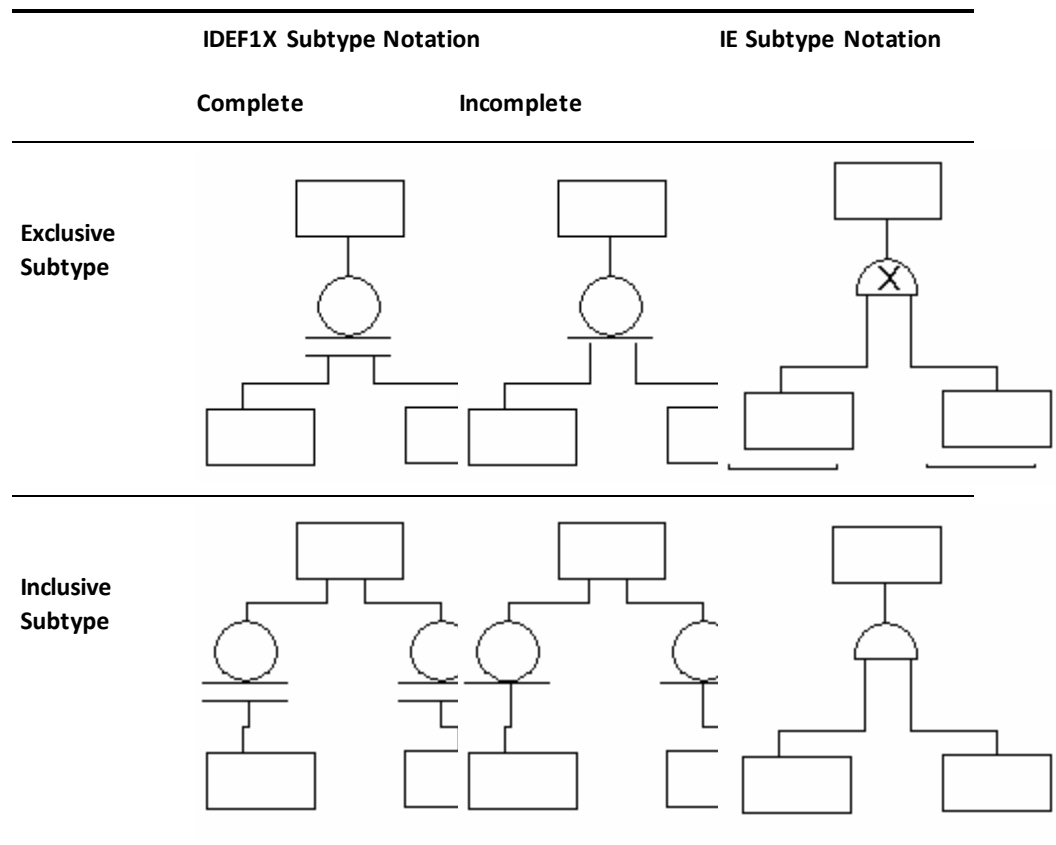 IDEF1X Subtype Notation IE Subtype Notation
Complete Incomplete
Exclusive
Subtype
X
Inclusive
Subtype